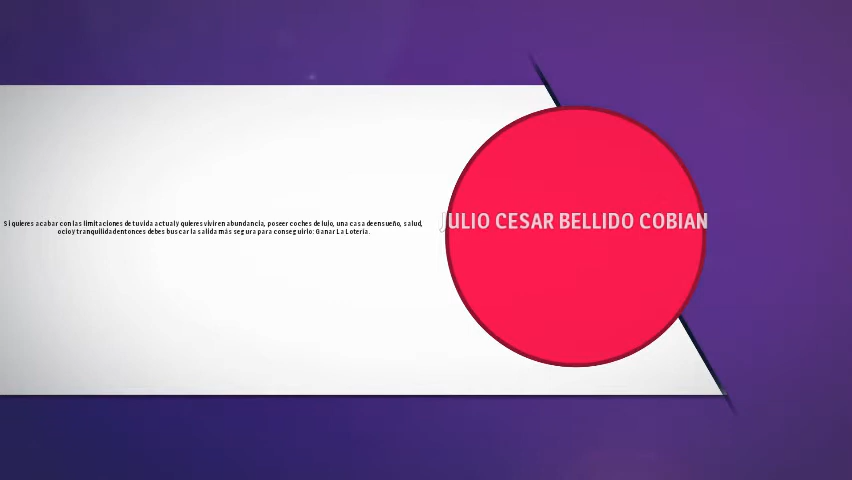 Si quieres acabar con las limitaciones de tu vida actual y quieres vivir en abundancia, poseer coches de lujo, una casa de ensueño, salud,
ocio y tranquilidad entonces debes buscar la salida más segura para conseguirlo: Ganar La Lotería.
JULIO CESAR BELLIDO COBIAN